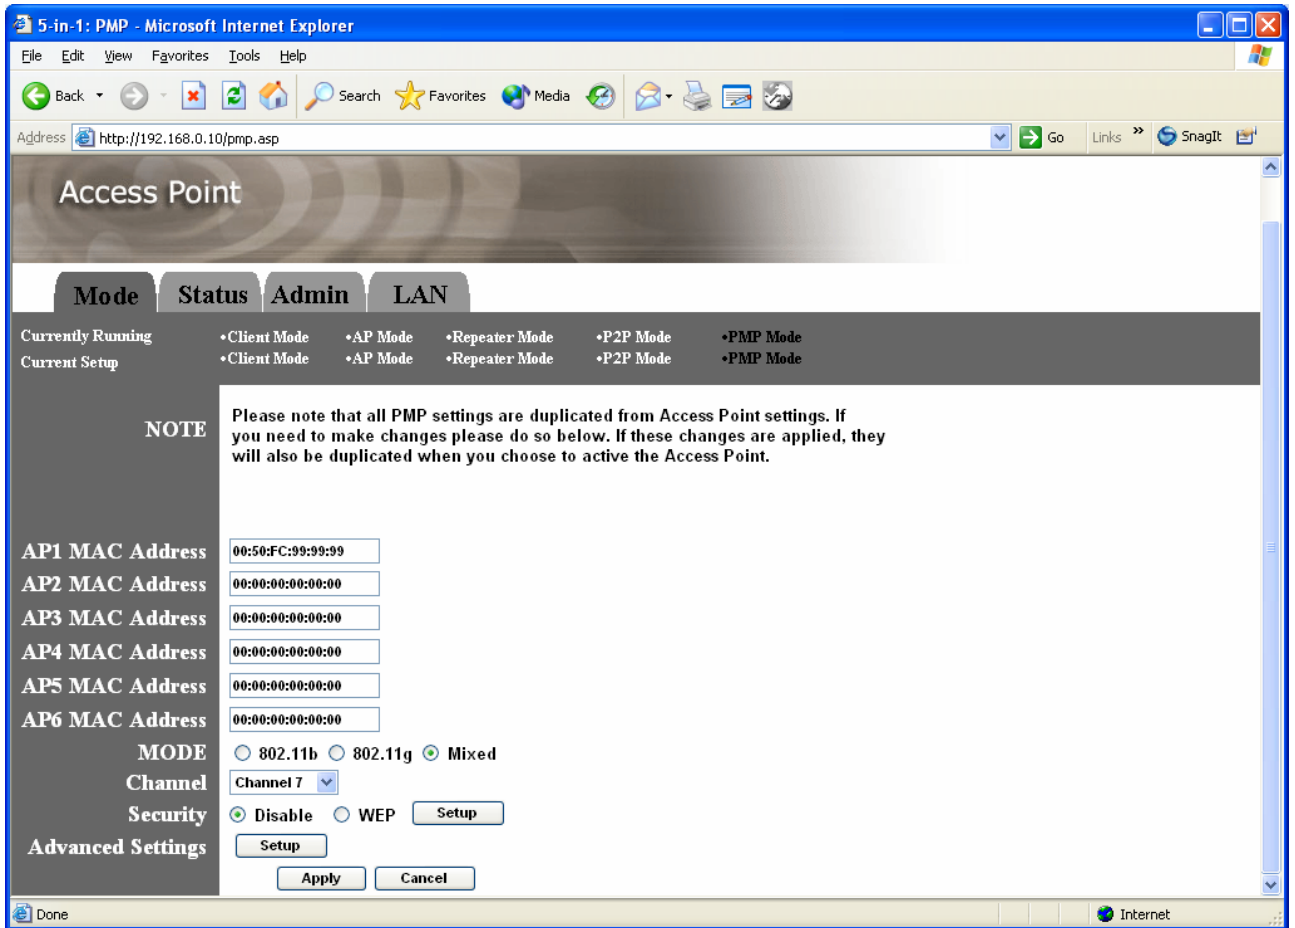 5-in-1: PMP - Microsoft Internet Explorer
File Edit View Favorites Tools Help
Back Search Favorites Media
Address http://192.168.0.10/pmp.asp Go Links » SnagIt
Access Point
Mode Status Admin LAN
Currently Running •Client Mode •AP Mode •Repeater Mode •P2P Mode •PMP Mode
Current Setup •Client Mode •AP Mode •Repeater Mode •P2P Mode •PMP Mode
NOTE
Please note that all PMP settings are duplicated from Access Point settings. If
you need to make changes please do so below. If these changes are applied, they
will also be duplicated when you choose to active the Access Point.
AP1 MAC Address 00:50:FC:99:99:99
AP2 MAC Address 00:00:00:00:00:00
AP3 MAC Address 00:00:00:00:00:00
AP4 MAC Address 00:00:00:00:00:00
AP5 MAC Address 00:00:00:00:00:00
AP6 MAC Address 00:00:00:00:00:00
MODE 802.11b 802.11g Mixed
Channel Channel 7
Security Disable WEP Setup
Advanced Settings Setup
Apply Cancel
Done Internet